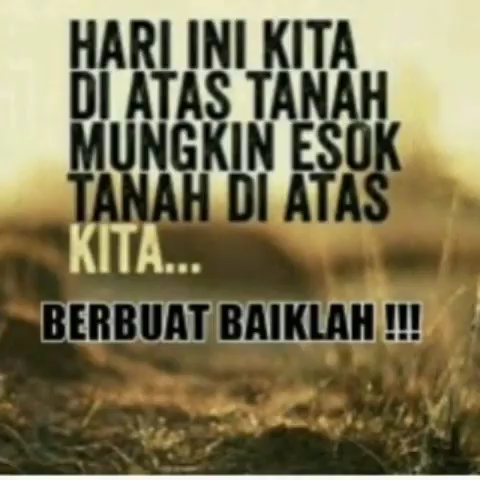 HARI INI KITA
DI ATAS TANAH
MUNGKIN ESOK
TANAH DI ATAS
KITA...
BERBUAT BAIKLAH !!!